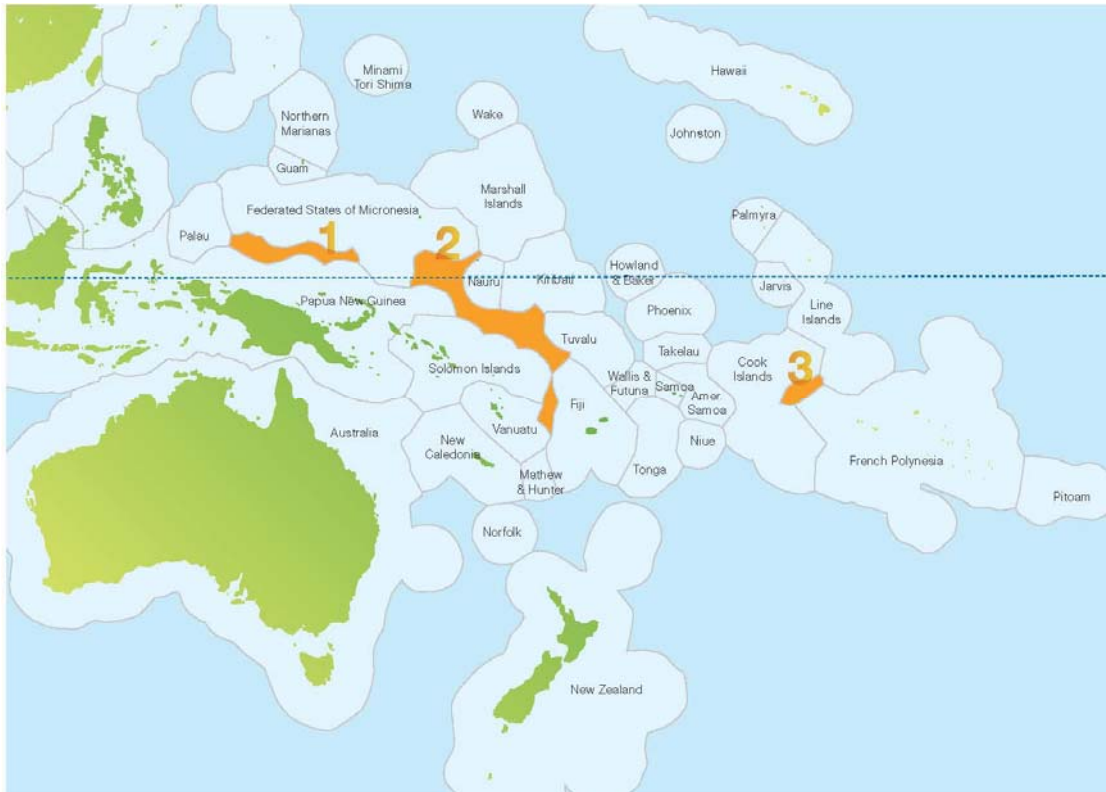 Hawaii
Minami
Tori Shima
Wake
Northern
Marianas
Johnston
Guam
Marshall
Islands
Federated States of Micronesia
Palmyra
Palau
1
2
Howland
& Baker
Nauru
Kiribati
Jarvis
Papua New Guinea
Phoenix
Line
Islands
Tuvalu
Takelau
Solomon Islands
Cook
Islands
3
Wallis &
Futuna
Samoa
Fiji
Amer
Samoa
Vanuatu
Australia
New
Caledonia
Niue
French Polynesia
Tonga
Mathew
& Hunter
Pitoam
Norfolk
New Zealand